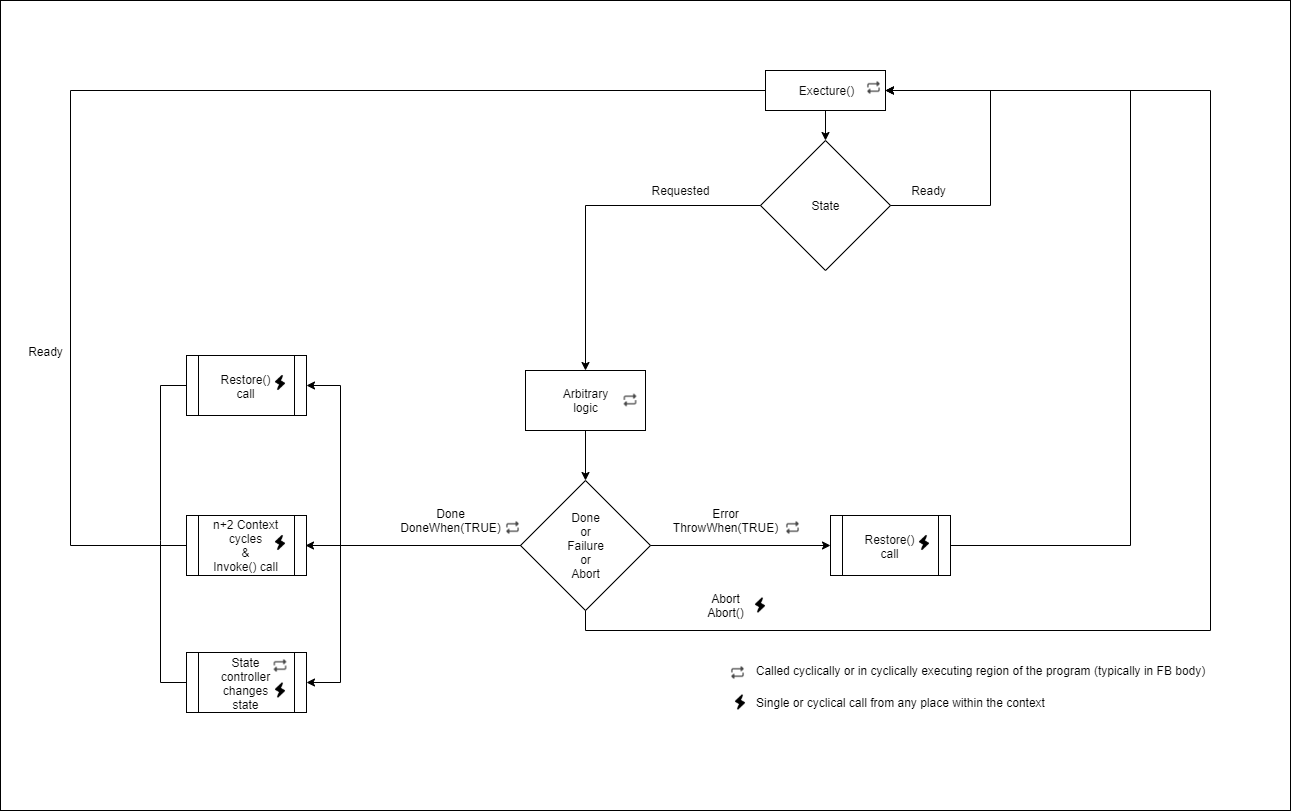 Execture()
Requested
Ready
State
Ready
Restore()
call
Arbitrary
logic
Done
DoneWhen(TRUE)
Error
ThrowWhen(TRUE)
Done
or
Failure
or
Abort
n+2 Context
cycles
&
Invoke() call
Restore()
call
Abort
Abort()
State
controller
changes
state
Called cyclically or in cyclically executing region of the program (typically in FB body)
Single or cyclical call from any place within the context